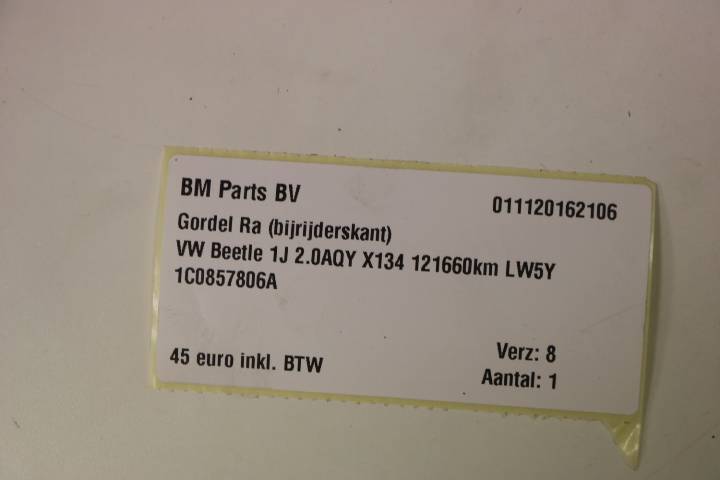 BM Parts BV
011120162106
Gordel Ra (bijrijderskant)
VW Beetle 1J 2.0AQY X134 121660km LW5Y
1C0857806A
45 euro inkl. BTW
Verz: 8
Aantal: 1